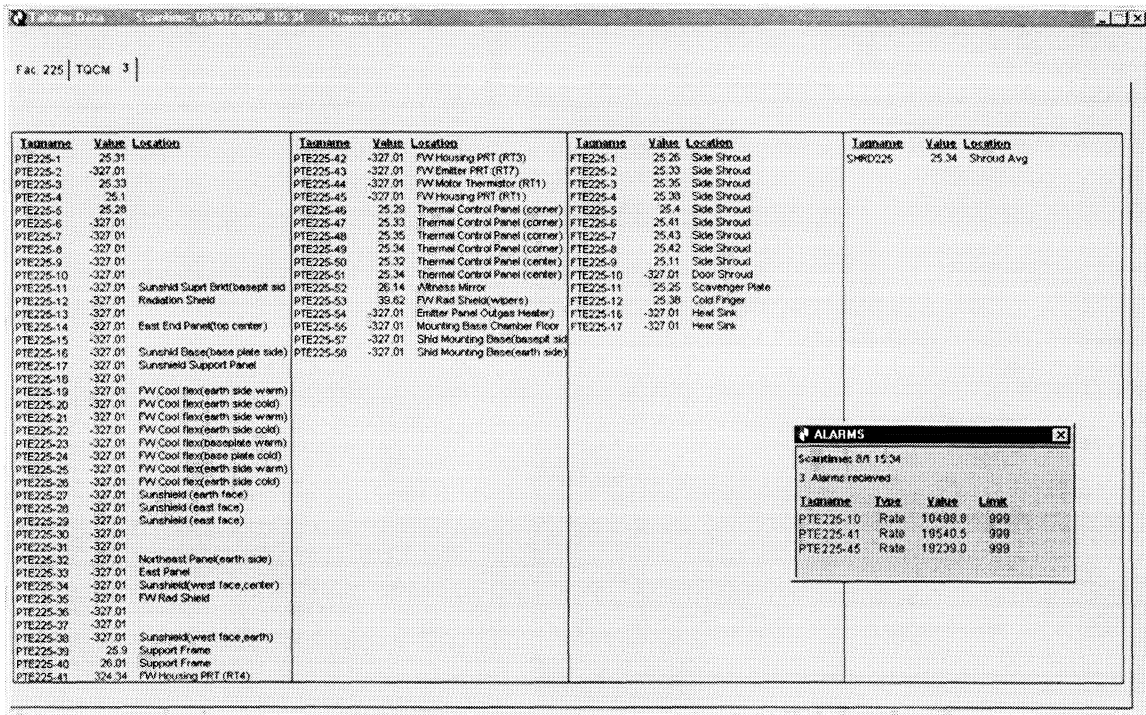 Tabular Data Scantime: 08/01/2000 15:34 Project: GOES
Fac 225 TQCM 3
Tagname Value Location
PTE225-1 25.31
PTE225-2 -327.01
PTE225-3 25.33
PTE225-4 25.1
PTE225-5 25.28
PTE225-6 -327.01
PTE225-7 -327.01
PTE225-8 -327.01
PTE225-9 -327.01
PTE225-10 -327.01
PTE225-11 -327.01 Sunshid Suprt Brkt(baseplt sid
PTE225-12 -327.01 Radiation Shield
PTE225-13 -327.01
PTE225-14 -327.01 East End Panel(top center)
PTE225-15 -327.01
PTE225-16 -327.01 Sunshid Base(base plate side)
PTE225-17 -327.01 Sunshield Support Panel
PTE225-18 -327.01
PTE225-19 -327.01 FW Cool flex(earth side warm)
PTE225-20 -327.01 FW Cool flex(earth side cold)
PTE225-21 -327.01 FW Cool flex(earth side warm)
PTE225-22 -327.01 FW Cool flex(earth side cold)
PTE225-23 -327.01 FW Cool flex(baseplate warm)
PTE225-24 -327.01 FW Cool flex(base plate cold)
PTE225-25 -327.01 FW Cool flex(earth side warm)
PTE225-26 -327.01 FW Cool flex(earth side cold)
PTE225-27 -327.01 Sunshield (earth face)
PTE225-28 -327.01 Sunshield (east face)
PTE225-29 -327.01 Sunshield (east face)
PTE225-30 -327.01
PTE225-31 -327.01
PTE225-32 -327.01 Northeast Panel(earth side)
PTE225-33 -327.01 East Panel
PTE225-34 -327.01 Sunshield(west face,center)
PTE225-35 -327.01 FW Rad Shield
PTE225-36 -327.01
PTE225-37 -327.01
PTE225-38 -327.01 Sunshield(west face,earth)
PTE225-39 25.9 Support Frame
PTE225-40 26.01 Support Frame
PTE225-41 324.34 FW Housing PRT (RT4)
Tagname Value Location
PTE225-42 -327.01 FW Housing PRT (RT3)
PTE225-43 -327.01 FW Emitter PRT (RT7)
PTE225-44 -327.01 FW Motor Thermistor (RT1)
PTE225-45 -327.01 FW Housing PRT (RT1)
PTE225-46 25.29 Thermal Control Panel (corner)
PTE225-47 25.33 Thermal Control Panel (corner)
PTE225-48 25.35 Thermal Control Panel (corner)
PTE225-49 25.34 Thermal Control Panel (corner)
PTE225-50 25.32 Thermal Control Panel (center)
PTE225-51 25.34 Thermal Control Panel (center)
PTE225-52 26.14 Witness Mirror
PTE225-53 39.62 FW Rad Shield(wipers)
PTE225-54 -327.01 Emitter Panel Outgas Heater)
PTE225-56 -327.01 Mounting Base Chamber Floor
PTE225-57 -327.01 Shld Mounting Base(baseplt sid
PTE225-58 -327.01 Shld Mounting Base(earth side)
Tagname Value Location
FTE225-1 25.26 Side Shroud
FTE225-2 25.33 Side Shroud
FTE225-3 25.35 Side Shroud
FTE225-4 25.38 Side Shroud
FTE225-5 25.4 Side Shroud
FTE225-6 25.41 Side Shroud
FTE225-7 25.43 Side Shroud
FTE225-8 25.42 Side Shroud
FTE225-9 25.11 Side Shroud
FTE225-10 -327.01 Door Shroud
FTE225-11 25.25 Scavenger Plate
FTE225-12 25.38 Cold Finger
FTE225-16 -327.01 Heat Sink
FTE225-17 -327.01 Heat Sink
Tagname Value Location
SHRD225 25.34 Shroud Avg
ALARMS
Scantime: 8/1 15:34
3 Alarms recieved
Tagname Type Value Limit
PTE225-10 Rate 10498.8 999
PTE225-41 Rate 19540.5 999
PTE225-45 Rate 19239.0 999